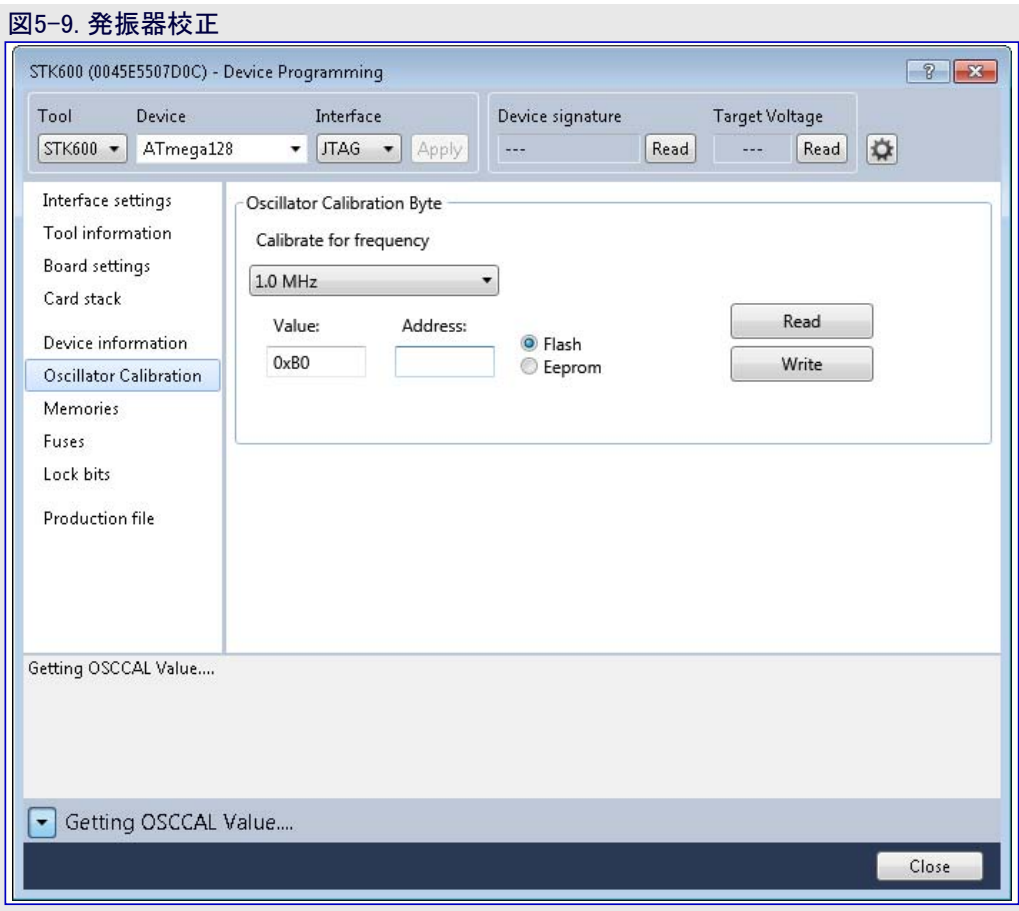 図5-9. 発振器校正
STK600 (0045E5507D0C) - Device Programming
Tool Device Interface Device signature Target Voltage
STK600 ATmega128 JTAG Apply --- Read --- Read
Interface settings
Tool information
Board settings
Card stack
Device information
Oscillator Calibration
Memories
Fuses
Lock bits
Production file
Oscillator Calibration Byte
Calibrate for frequency
1.0 MHz
Value: Address:
0xB0
Flash
Eeprom
Read
Write
Getting OSCCAL Value....
Getting OSCCAL Value....
Close